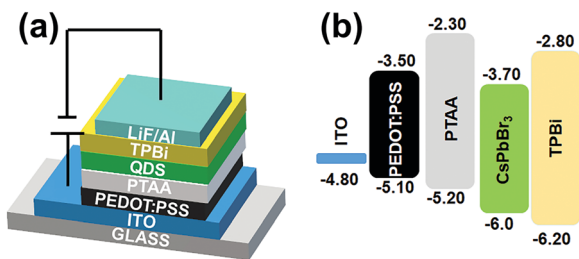 (a)
LiF/Al
TPBi
QDS
PTAA
PEDOT:PSS
ITO
GLASS
(b)
-2.30
-2.80
-3.50
-3.70
ITO
PEDOT:PSS
PTAA
CsPbBr₃
TPBi
-4.80
-5.10
-5.20
-6.0
-6.20